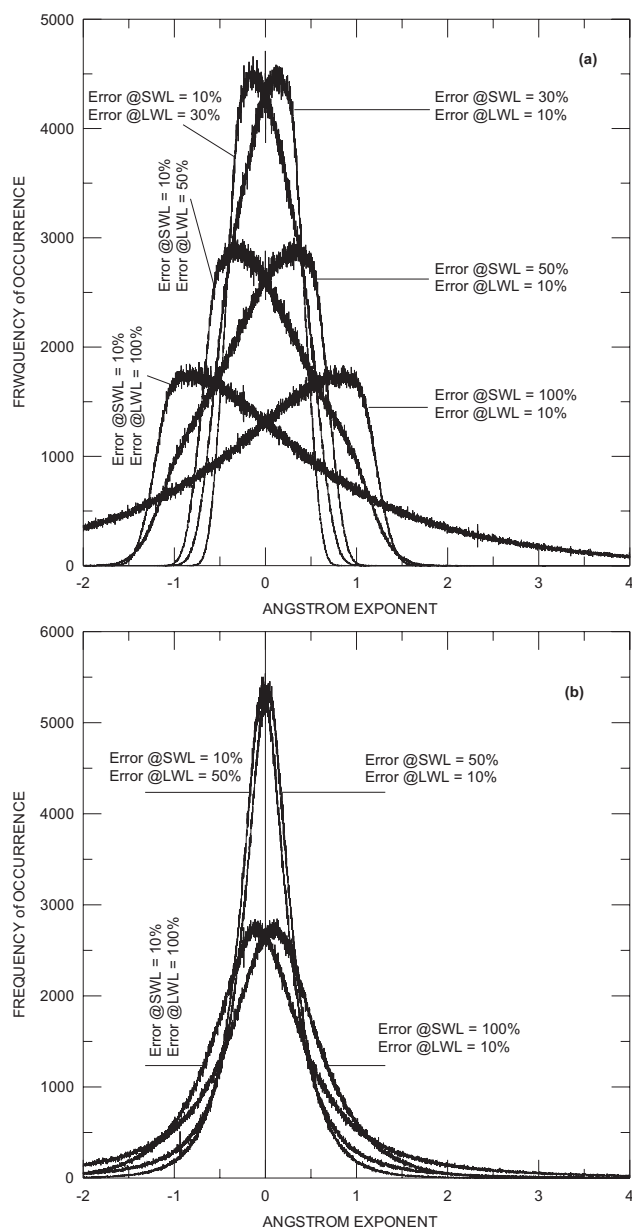 5000
(a)
Error @SWL = 10%
Error @LWL = 30%
Error @SWL = 30%
Error @LWL = 10%
4000
Error @SWL = 10%
Error @LWL = 50%
3000
Error @SWL = 50%
Error @LWL = 10%
2000
Error @SWL = 10%
Error @LWL = 100%
Error @SWL = 100%
Error @LWL = 10%
1000
0
FRWQUENCY of OCCURRENCE
-2 -1 0 1 2 3 4
ANGSTROM EXPONENT
6000
(b)
5000
Error @SWL = 10%
Error @LWL = 50%
Error @SWL = 50%
Error @LWL = 10%
4000
3000
Error @SWL = 10%
Error @LWL = 100%
2000
Error @SWL = 100%
Error @LWL = 10%
1000
0
FREQUENCY of OCCURRENCE
-2 -1 0 1 2 3 4
ANGSTROM EXPONENT